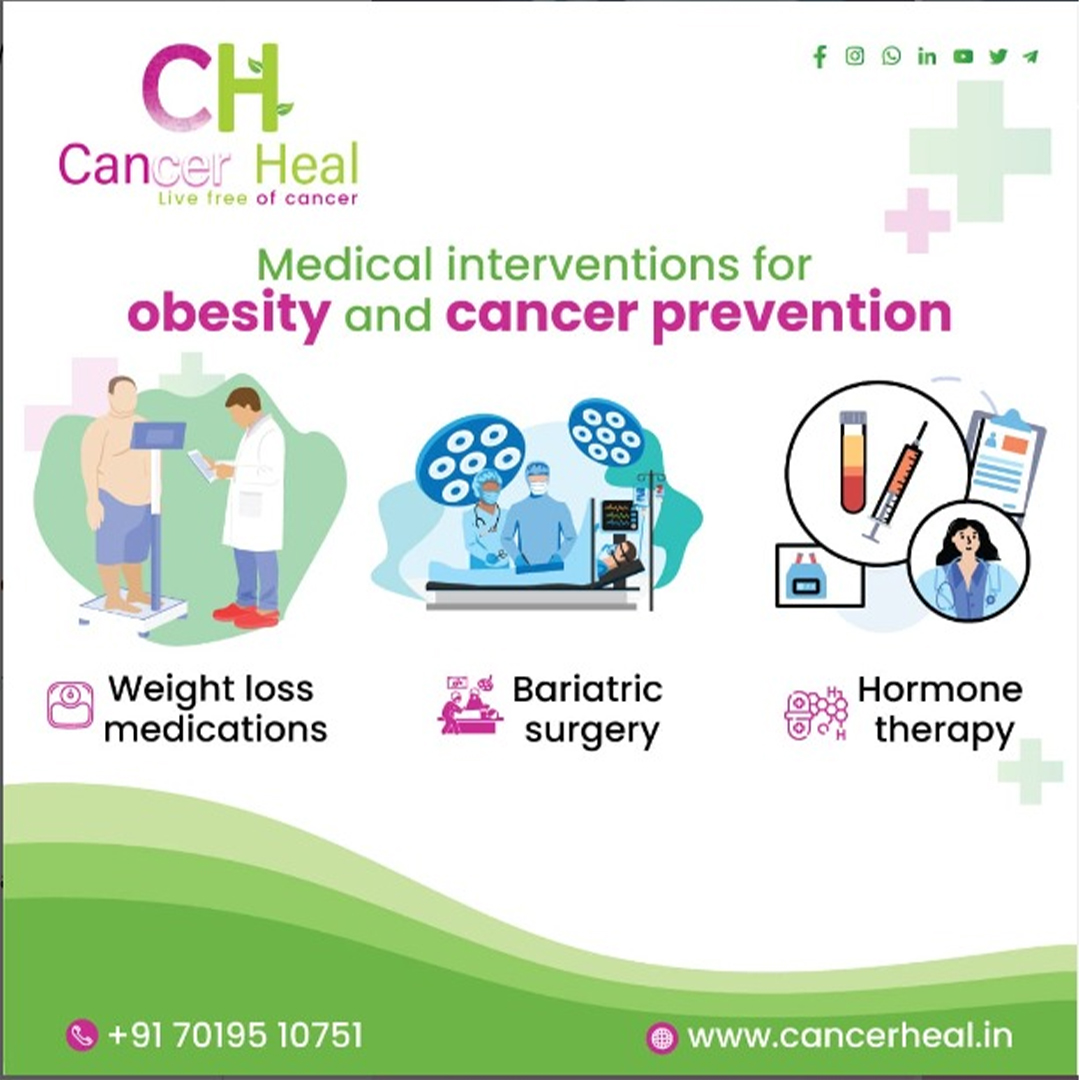 CH
Cancer Heal
Live free of cancer
Medical interventions for
obesity and cancer prevention
Weight loss
medications
Bariatric
surgery
Hormone
therapy
+91 70195 10751
www.cancerheal.in